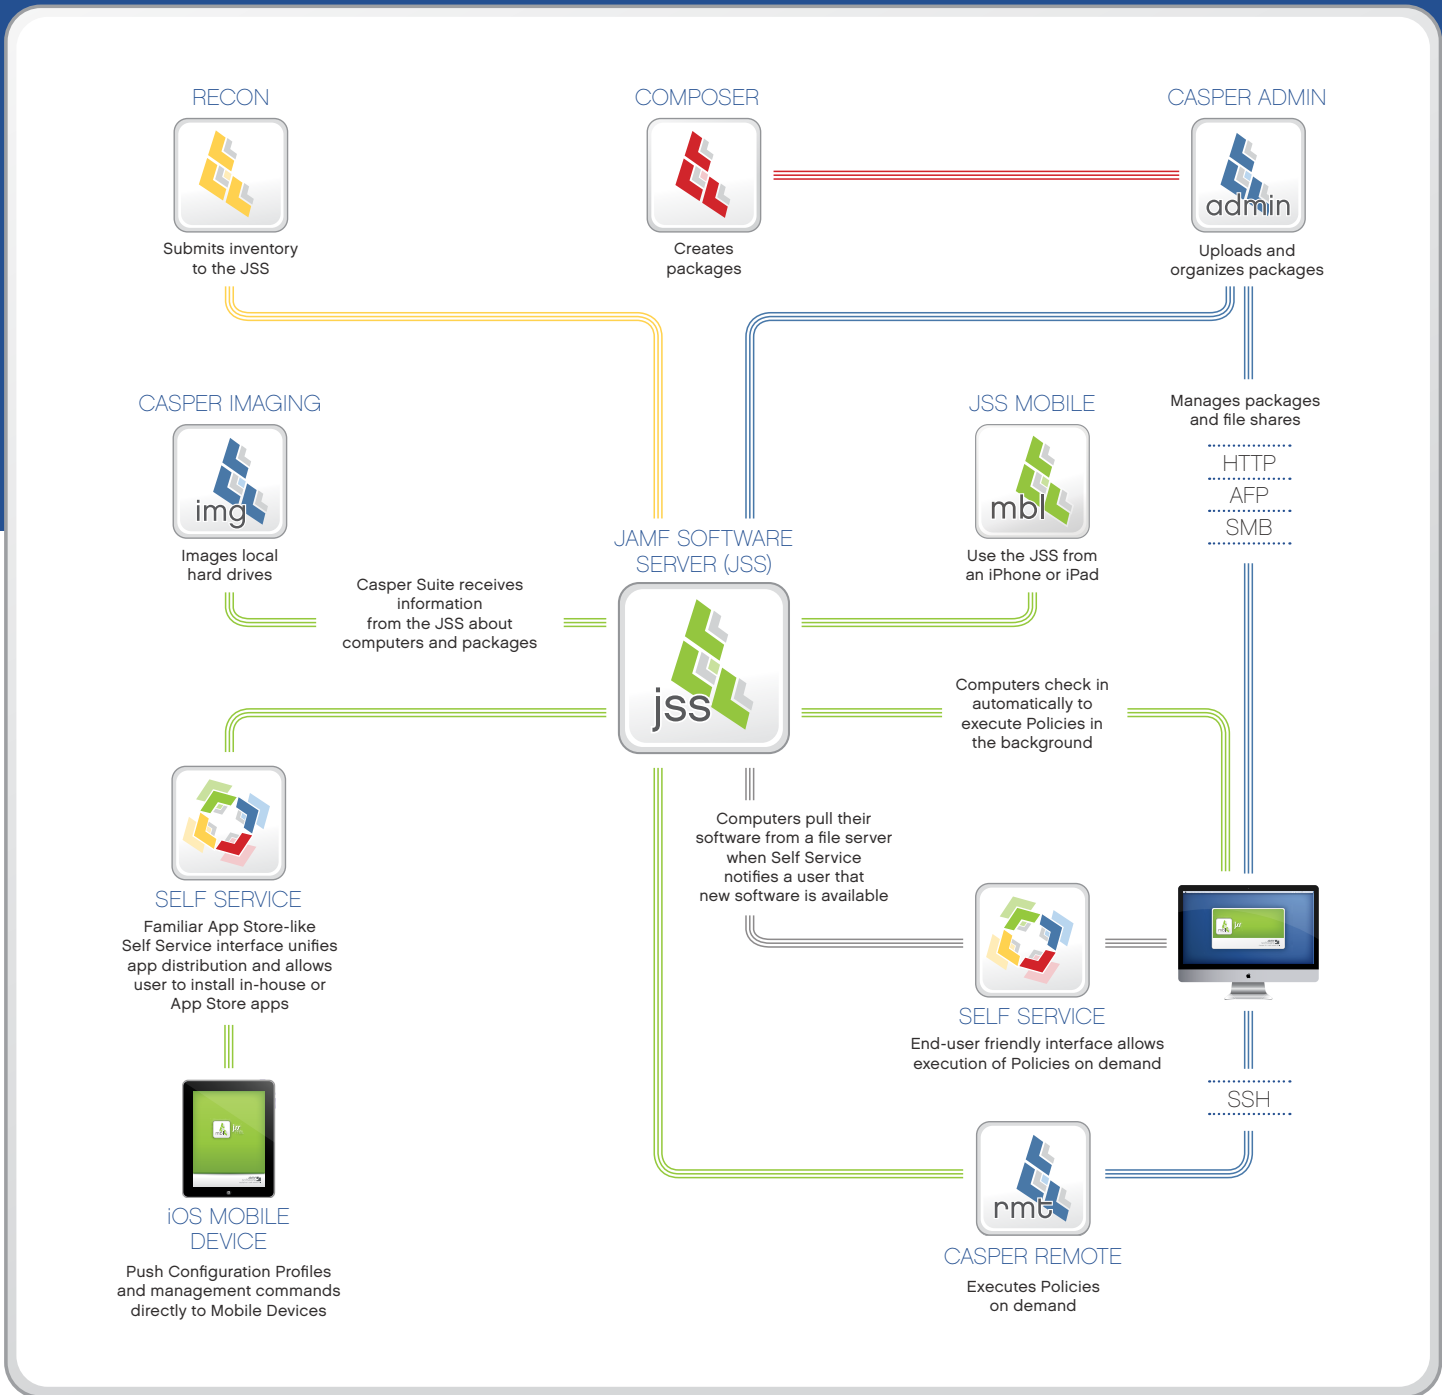 RECON
Submits inventory
to the JSS
COMPOSER
Creates
packages
CASPER ADMIN
admin
Uploads and
organizes packages
Manages packages
and file shares
HTTP
AFP
SMB
CASPER IMAGING
img
Images local
hard drives
Casper Suite receives
information
from the JSS about
computers and packages
JAMF SOFTWARE
SERVER (JSS)
jss
JSS MOBILE
mbl
Use the JSS from
an iPhone or iPad
Computers check in
automatically to
execute Policies in
the background
Computers pull their
software from a file server
when Self Service
notifies a user that
new software is available
SELF SERVICE
Familiar App Store-like
Self Service interface unifies
app distribution and allows
user to install in-house or
App Store apps
SELF SERVICE
End-user friendly interface allows
execution of Policies on demand
SSH
iOS MOBILE
DEVICE
Push Configuration Profiles
and management commands
directly to Mobile Devices
rmt
CASPER REMOTE
Executes Policies
on demand